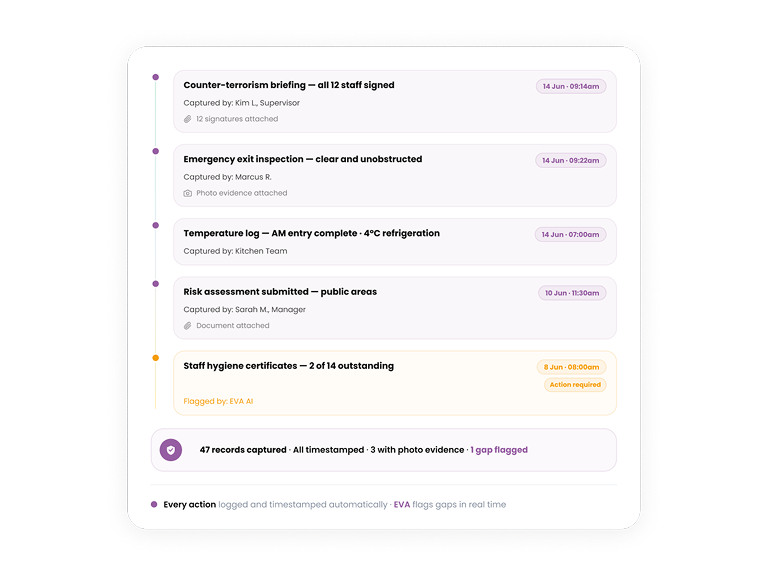 Counter-terrorism briefing — all 12 staff signed
14 Jun · 09:14am
Captured by: Kim L., Supervisor
12 signatures attached
Emergency exit inspection — clear and unobstructed
14 Jun · 09:22am
Captured by: Marcus R.
Photo evidence attached
Temperature log — AM entry complete · 4°C refrigeration
14 Jun · 07:00am
Captured by: Kitchen Team
Risk assessment submitted — public areas
10 Jun · 11:30am
Captured by: Sarah M., Manager
Document attached
Staff hygiene certificates — 2 of 14 outstanding
8 Jun · 08:00am
Action required
Flagged by: EVA AI
47 records captured · All timestamped · 3 with photo evidence · 1 gap flagged
Every action logged and timestamped automatically · EVA flags gaps in real time